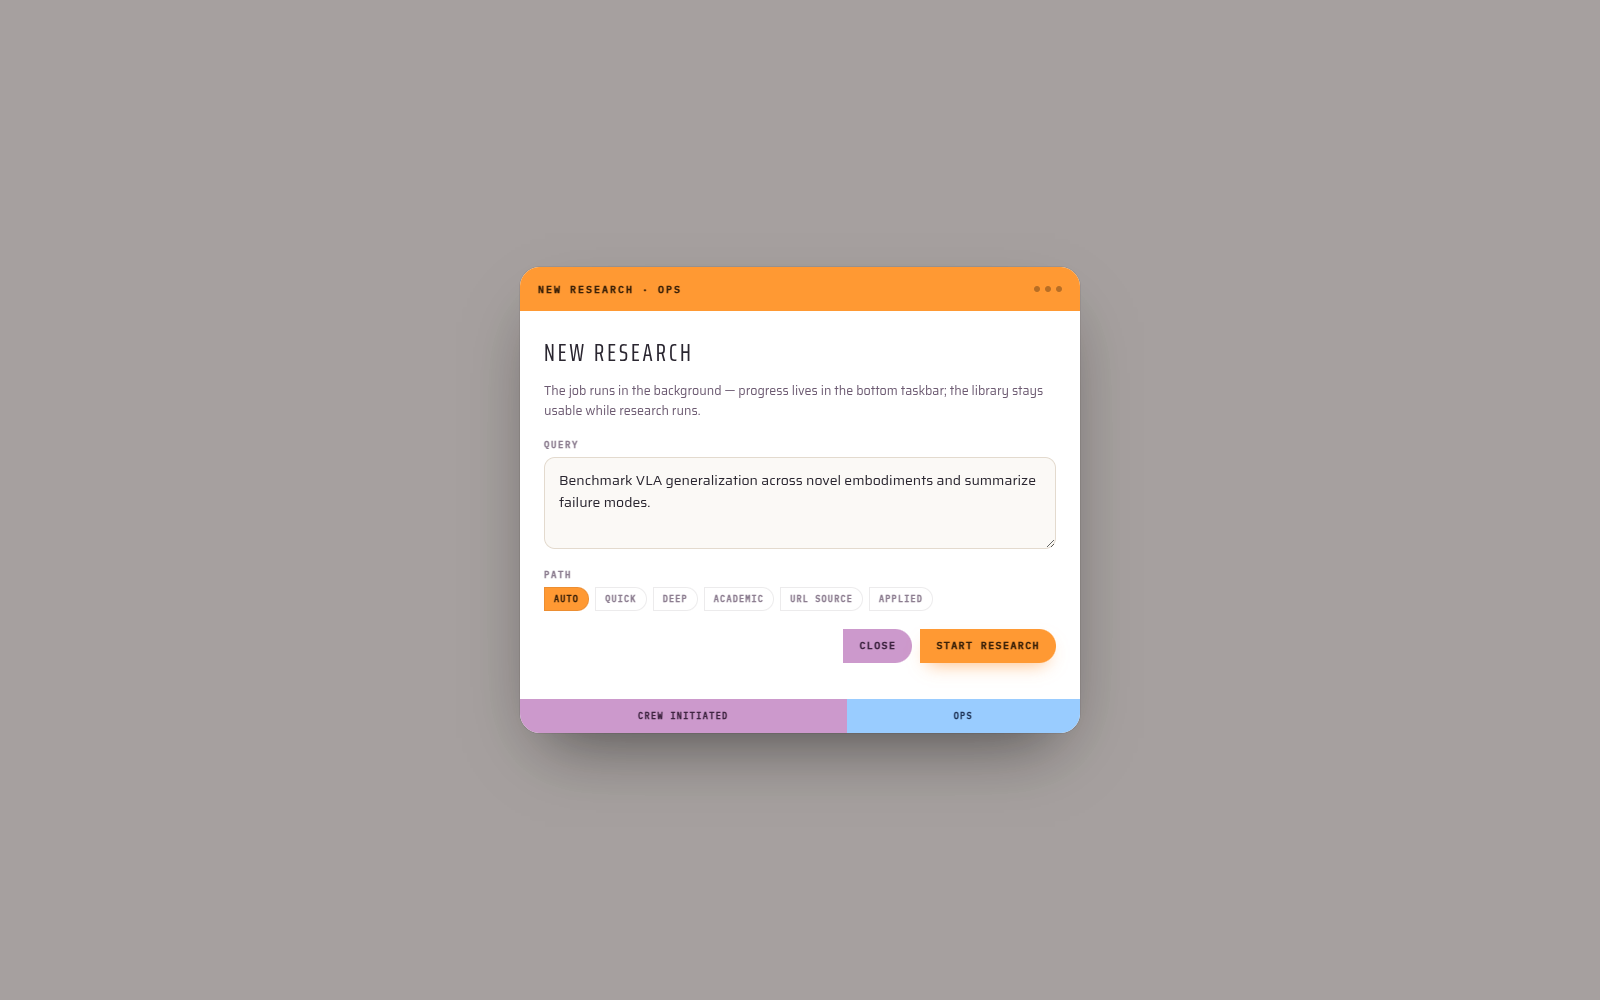 NEW RESEARCH · OPS
NEW RESEARCH
The job runs in the background — progress lives in the bottom taskbar; the library stays
usable while research runs.
QUERY
Benchmark VLA generalization across novel embodiments and summarize
failure modes.
PATH
AUTO QUICK DEEP ACADEMIC URL SOURCE APPLIED
CLOSE START RESEARCH
CREW INITIATED OPS